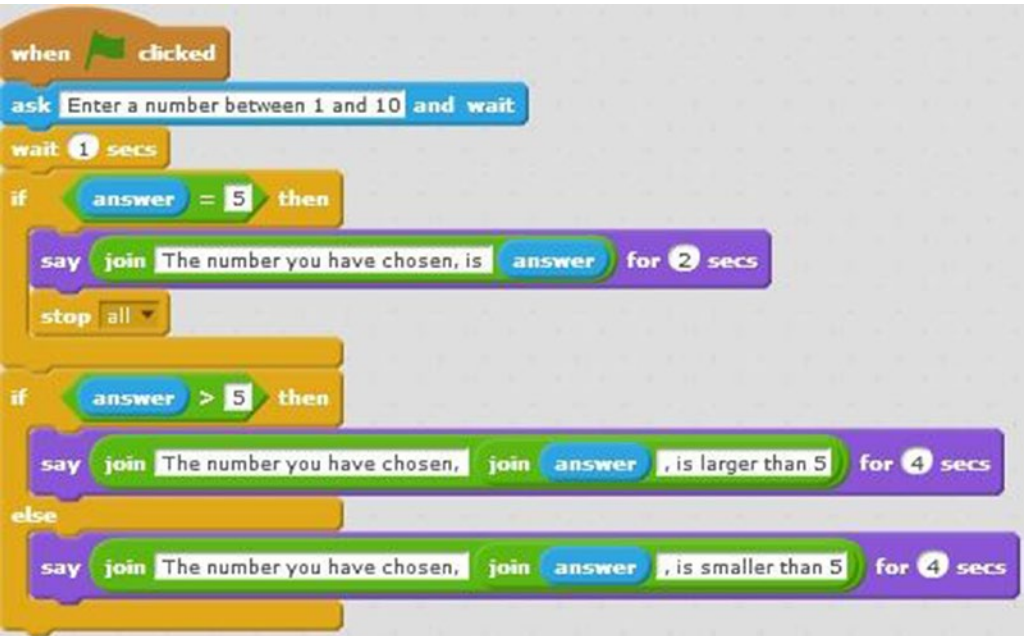 when clicked
ask Enter a number between 1 and 10 and wait
wait 1 secs
if answer = 5 then
say join The number you have chosen, is answer for 2 secs
stop all
if answer > 5 then
say join The number you have chosen, join answer , is larger than 5 for 4 secs
else
say join The number you have chosen, join answer , is smaller than 5 for 4 secs